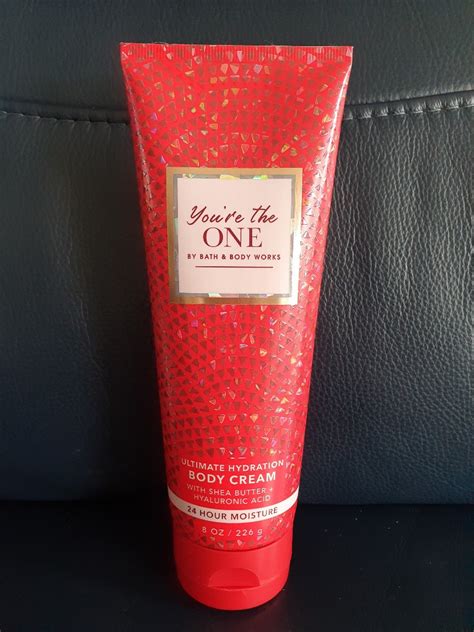 You're the
ONE
BY BATH & BODY WORKS
ULTIMATE HYDRATION
BODY CREAM
WITH SHEA BUTTER +
HYALURONIC ACID
24 HOUR MOISTURE
8 OZ / 226 g